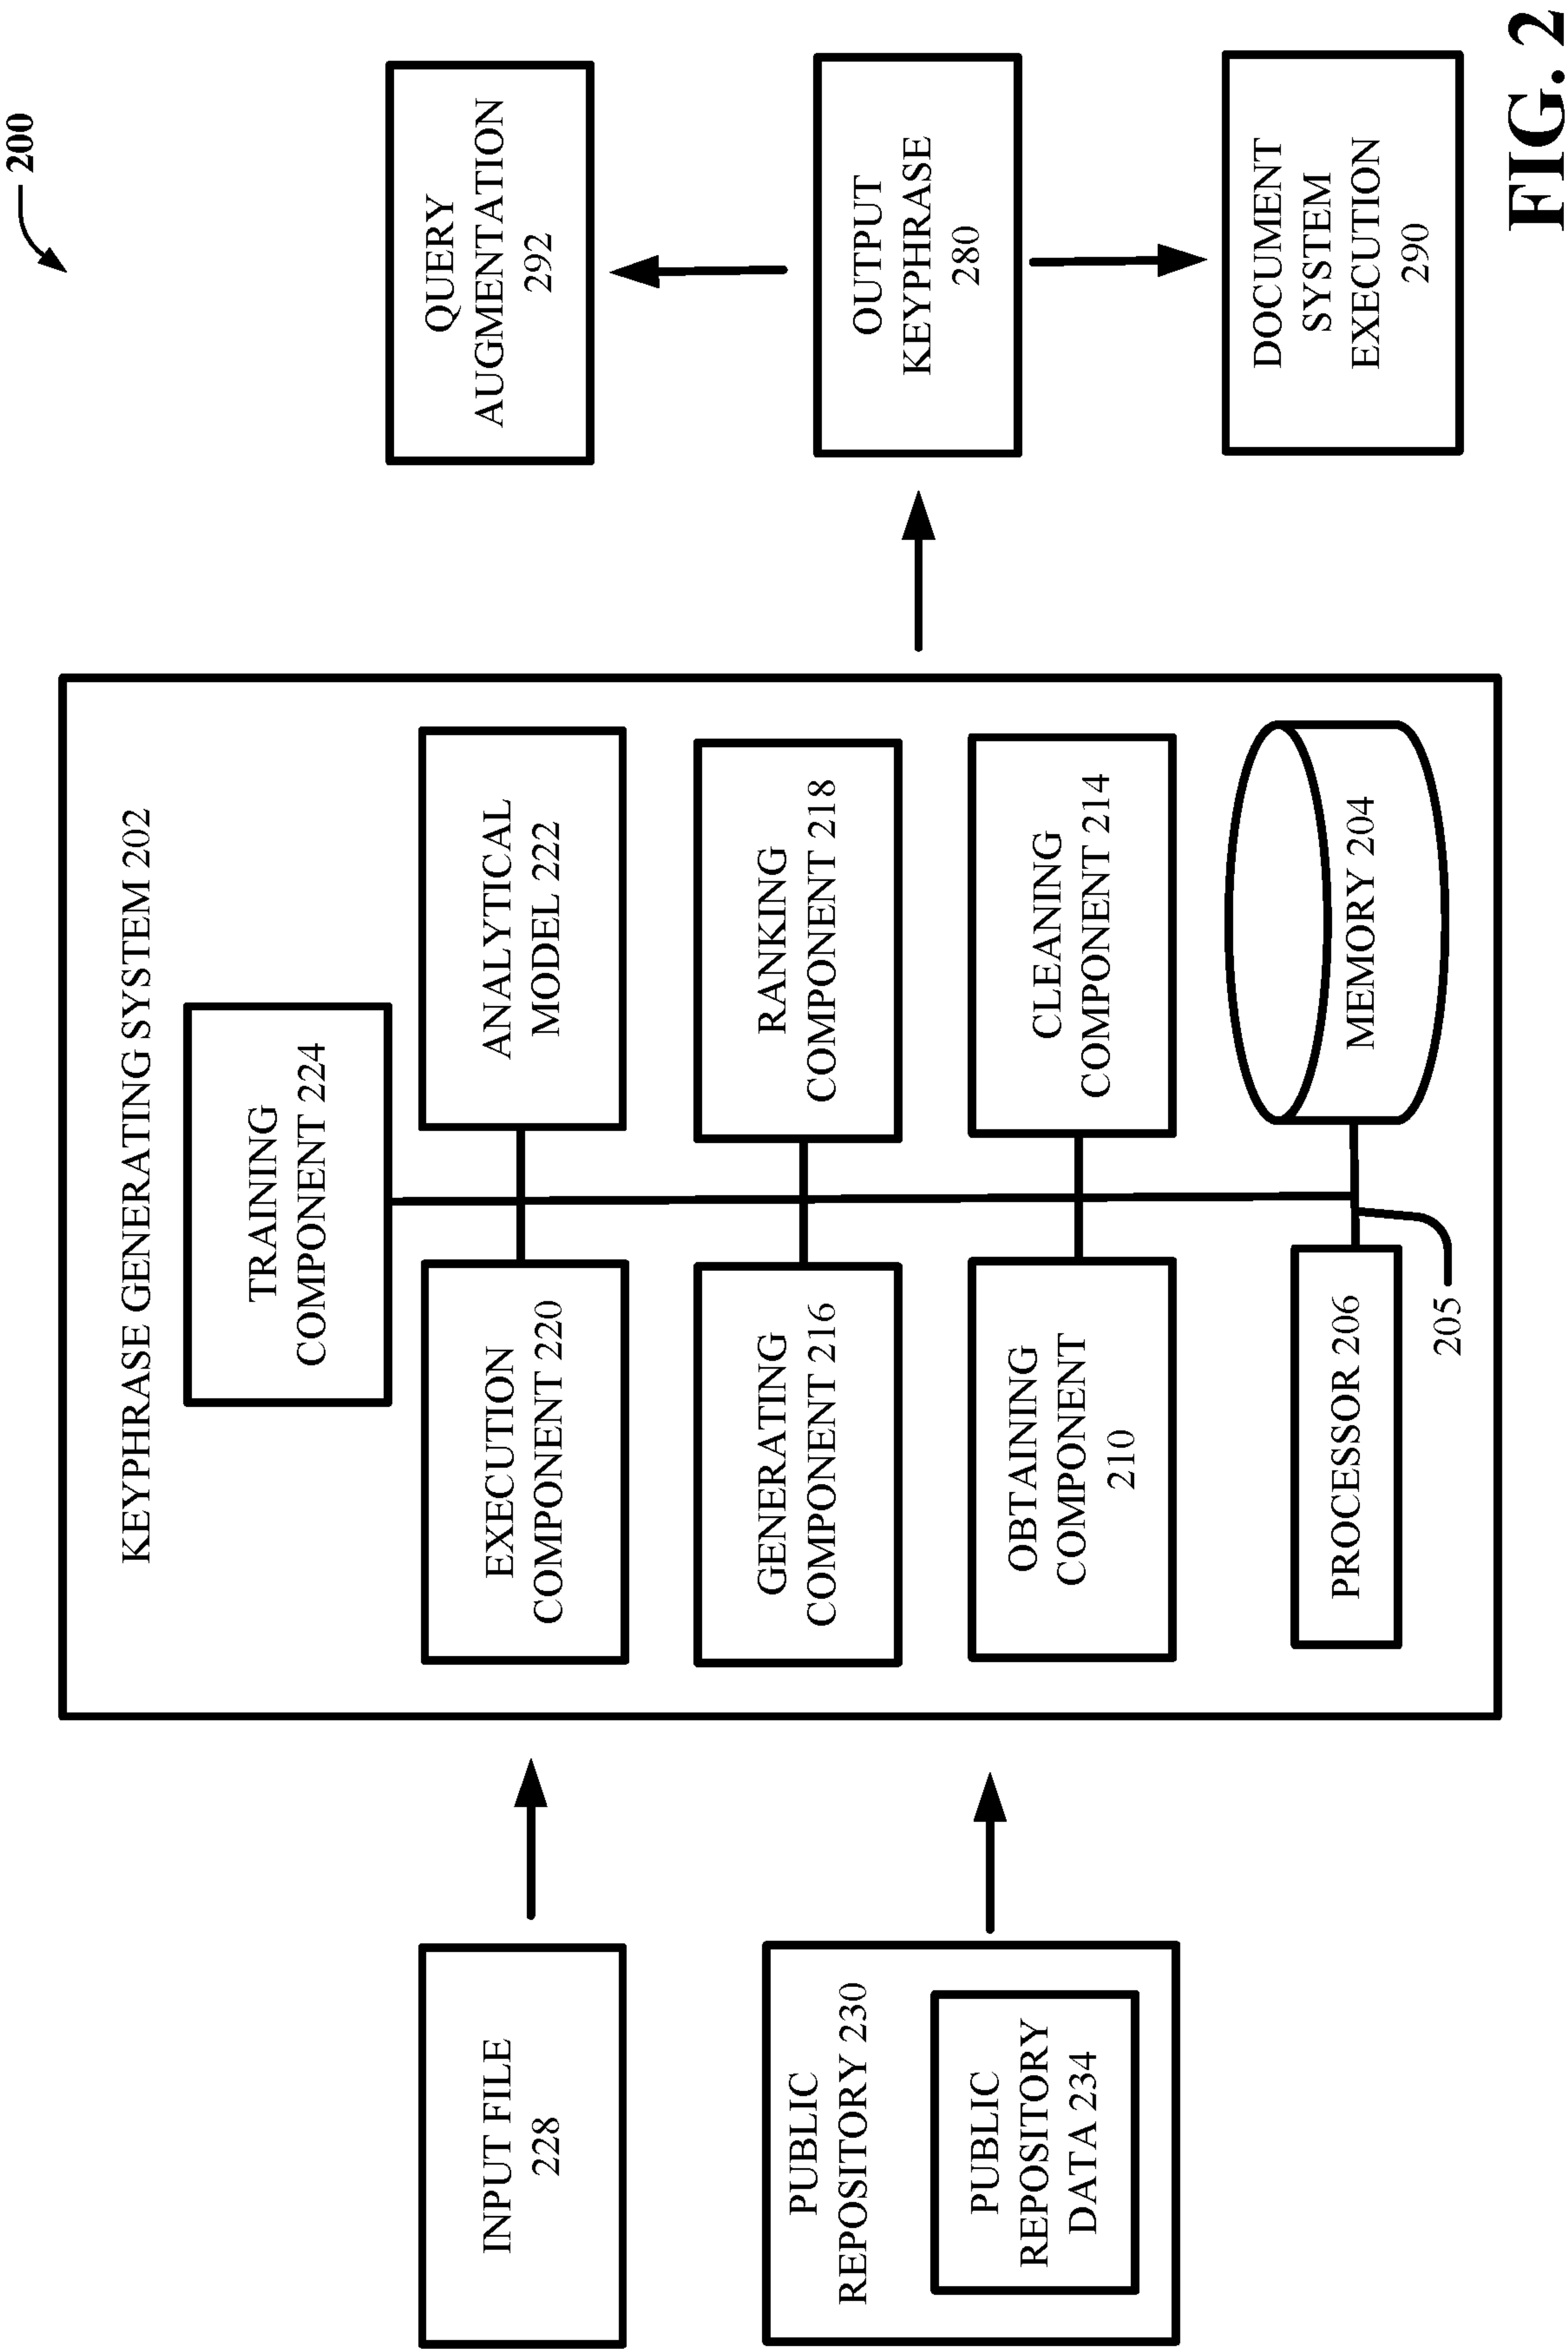 200
KEYPHRASE GENERATING SYSTEM 202
TRAINING
COMPONENT 224
INPUT FILE
228
EXECUTION
COMPONENT 220
ANALYTICAL
MODEL 222
QUERY
AUGMENTATION
292
PUBLIC
REPOSITORY 230
PUBLIC
REPOSITORY
DATA 234
GENERATING
COMPONENT 216
RANKING
COMPONENT 218
OUTPUT
KEYPHRASE
280
OBTAINING
COMPONENT
210
CLEANING
COMPONENT 214
PROCESSOR 206
MEMORY 204
205
DOCUMENT
SYSTEM
EXECUTION
290
FIG. 2